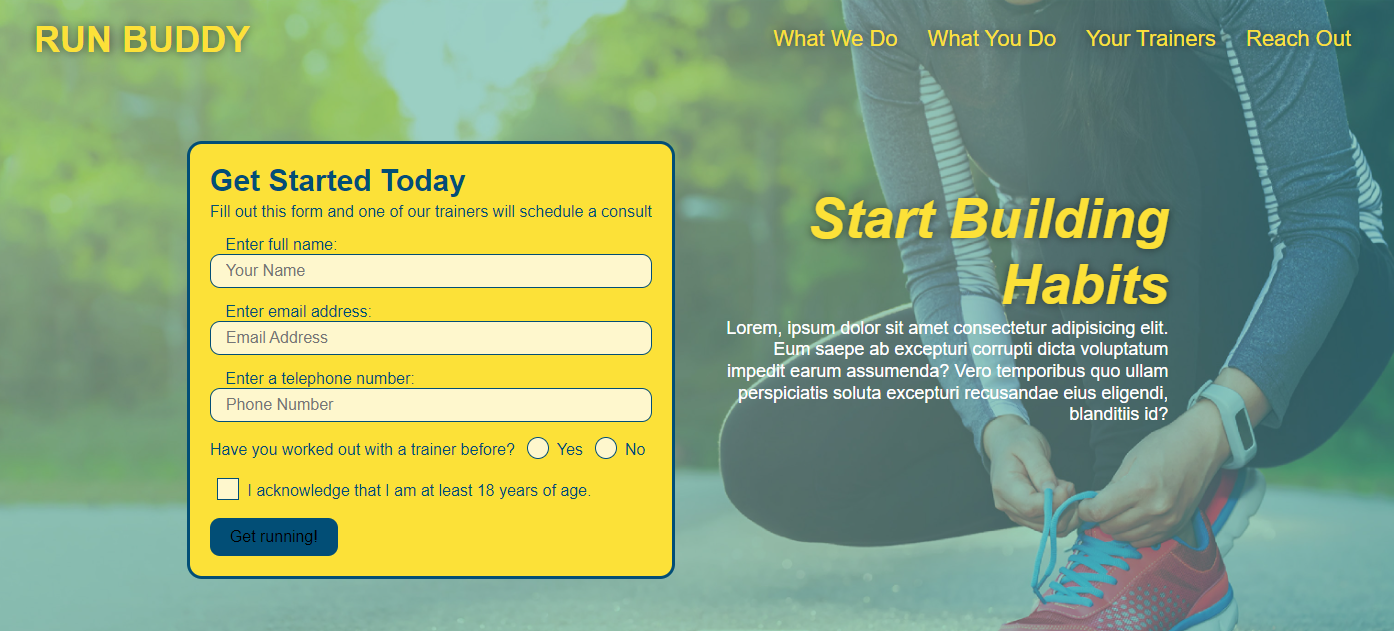 RUN BUDDY
What We Do
What You Do
Your Trainers
Reach Out
Get Started Today
Fill out this form and one of our trainers will schedule a consult
Enter full name:
Your Name
Enter email address:
Email Address
Enter a telephone number:
Phone Number
Have you worked out with a trainer before? Yes No
I acknowledge that I am at least 18 years of age.
Get running!
Start Building
Habits
Lorem, ipsum dolor sit amet consectetur adipisicing elit.
Eum saepe ab excepturi corrupti dicta voluptatum
impedit earum assumenda? Vero temporibus quo ullam
perspiciatis soluta excepturi recusandae eius eligendi,
blanditiis id?